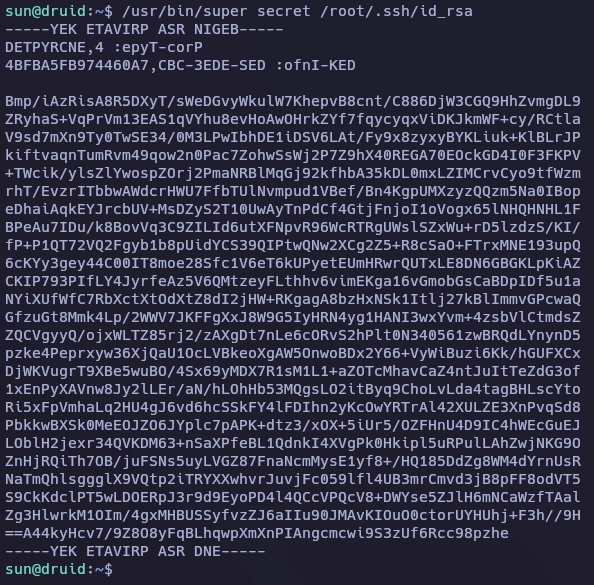 sun@druid:~$ /usr/bin/super secret /root/.ssh/id_rsa
-----YEK ETAVIRP ASR NIGEB-----
DETPYRCNE,4 :epyT-corP
4BFBA5FB974460A7,CBC-3EDE-SED :ofnI-KED
Bmp/iAzRisA8R5DXyT/sWeDGvyWkulW7KhepvB8cnt/C886DjW3CGQ9HhZvmgDL9
ZRyhaS+VqPrVm13EAS1qVYhu8evHoAwOHrkZYf7fqycyqxViDKJkmWF+cy/RCtla
V9sd7mXn9Ty0TwSE34/0M3LPwIbhDE1iDSV6LAt/Fy9x8zyxyBYKLiuk+KlBLrJP
kiftvaqnTumRvm49qow2n0Pac7ZohwSsWj2P7Z9hX40REGA70EOckGD4I0F3FKPV
+TWcik/ylsZlYwospZOrj2PmaNRBlMqGj92kfhbA35kDL0mxLZIMCrvCyo9tfWzm
rhT/EvzrITbbwAWdcrHWU7FfbTUlNvmpud1VBef/Bn4KgpUMXzyzQQzm5Na0IBop
eDhaiAqkEYJrcbUV+MsDZyS2T10UwAyTnPdCf4GtjFnjoI1oVogx65lNHQHNHL1F
BPeAu7IDu/k8BovVq3C9ZILId6utXFNpvR96WcRTRgUWslSZxWu+rD5lzdzS/KI/
fP+P1QT72VQ2Fgyb1b8pUidYCS39QIPtwQNw2XCg2Z5+R8cSaO+FTrxMNE193upQ
6cKYy3gey44C00IT8moe28Sfc1V6eT6kUPyetEUmHRwrQUTxLE8DN6GBGKLpKiAZ
CKIP793PIfLY4JyrfeAz5V6QMtzeyFLthhv6vimEKga16vGmobGsCaBDpIDf5u1a
NYiXUfWfC7RbXctXtOdXtZ8dI2jHW+RKgagA8bzHxNSk1Itlj27kBlImmvGPcwaQ
GfzuGt8Mmk4Lp/2WWV7JKFFgXxJ8W9G5IyHRN4yg1HANI3wxYvm+4zsbVlCtmdsZ
ZQCVgyyQ/ojxWLTZ85rj2/zAXgDt7nLe6cORvS2hPlt0N340561zwBRQdLYnynD5
pzke4Peprxyw36XjQaU1OcLVBkeoXgAW5OnwoBDx2Y66+VyWiBuzi6Kk/hGUFXCx
DjWKVugrT9XBe5wuBO/4Sx69yMDX7R1sM1L1+aZOTcMhavCaZ4ntJuItTeZdG3of
1xEnPyXAVnw8Jy2lLEr/aN/hLOhHb53MQgsLO2itByq9ChoLvLda4tagBHLscYto
Ri5xFpVmhaLq2HU4gJ6vd6hcSSkFY4lFDIhn2yKcOwYRTrAl42XULZE3XnPvqSd8
PbkkwBXSk0MeEOJZO6JYplc7pAPK+dtz3/xOX+5iUr5/OZFHnU4D9IC4hWEcGuEJ
LOblH2jexr34QVKDM63+nSaXPfeBL1QdnkI4XVgPk0Hkipl5uRPulLAhZwjNKG9O
ZnHjRQiTh7OB/juFSNs5uyLVGZ87FnaNcmMysE1yf8+/HQ185DdZg8WM4dYrnUsR
NaTmQhlsggglX9VQtp2iTRYXXwhvrJuvjFc059lfl4UB3mrCmvd3jB8pFF8odVT5
S9CkKdclPT5wLDOERpJ3r9d9EyoPD4l4QCcVPQcV8+DWYse5ZJlH6mNCaWzfTAal
Zg3HlwrkM1OIm/4gxMHBUSSyfvzZJ6aIIu90JMAvKIOuO0ctorUYHUhj+F3h//9H
==A44kyHcv7/9Z8O8yFqBLhqwpXmXnPIAngcmcwi9S3zUf6Rcc98pzhe
-----YEK ETAVIRP ASR DNE-----
sun@druid:~$